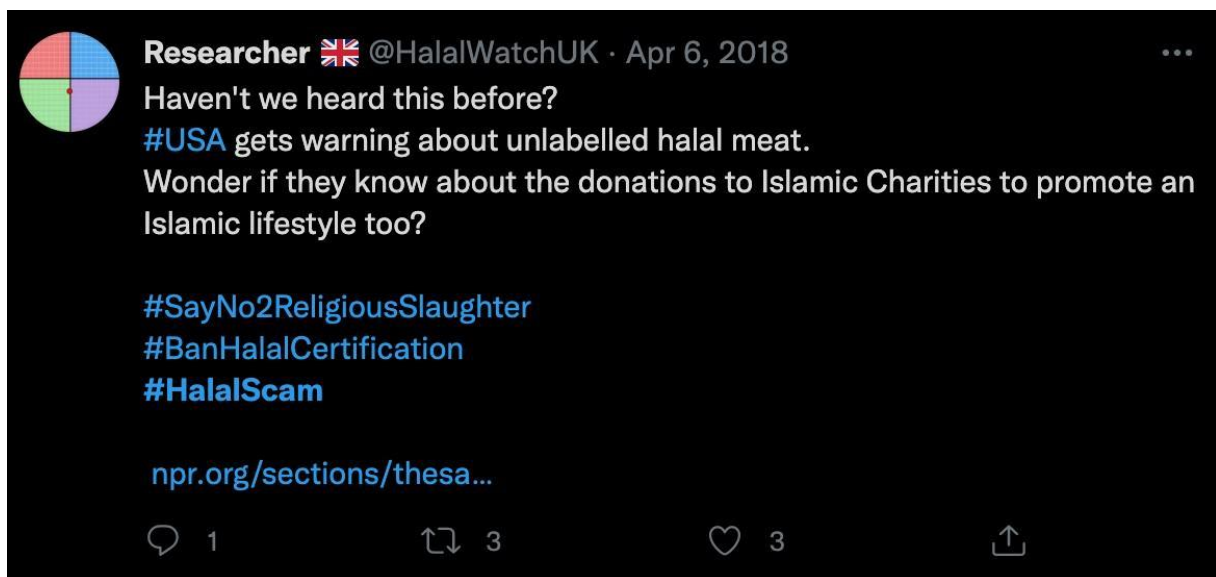 Researcher 🇬🇧 @HalalWatchUK · Apr 6, 2018
Haven't we heard this before?
#USA gets warning about unlabelled halal meat.
Wonder if they know about the donations to Islamic Charities to promote an
Islamic lifestyle too?
#SayNo2ReligiousSlaughter
#BanHalalCertification
#HalalScam
npr.org/sections/thesa…
1 3 3